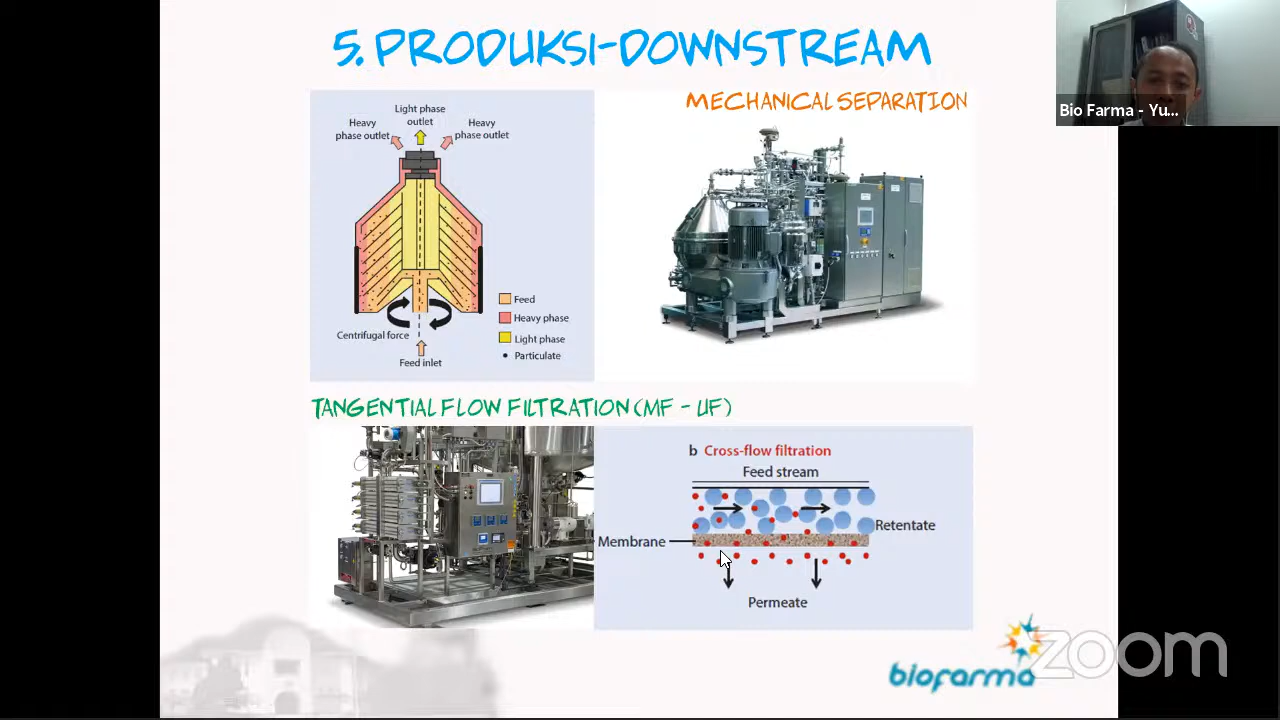 5. PRODUKSI-DOWNSTREAM
MECHANICAL SEPARATION
Bio Farma - Yu...
Light phase
outlet
Heavy
phase outlet
Heavy
phase outlet
Feed
Heavy phase
Light phase
Particulate
Centrifugal force
Feed inlet
TANGENTIAL FLOW FILTRATION (MF - UF)
b Cross-flow filtration
Feed stream
Retentate
Membrane
Permeate
biofarma
zoom